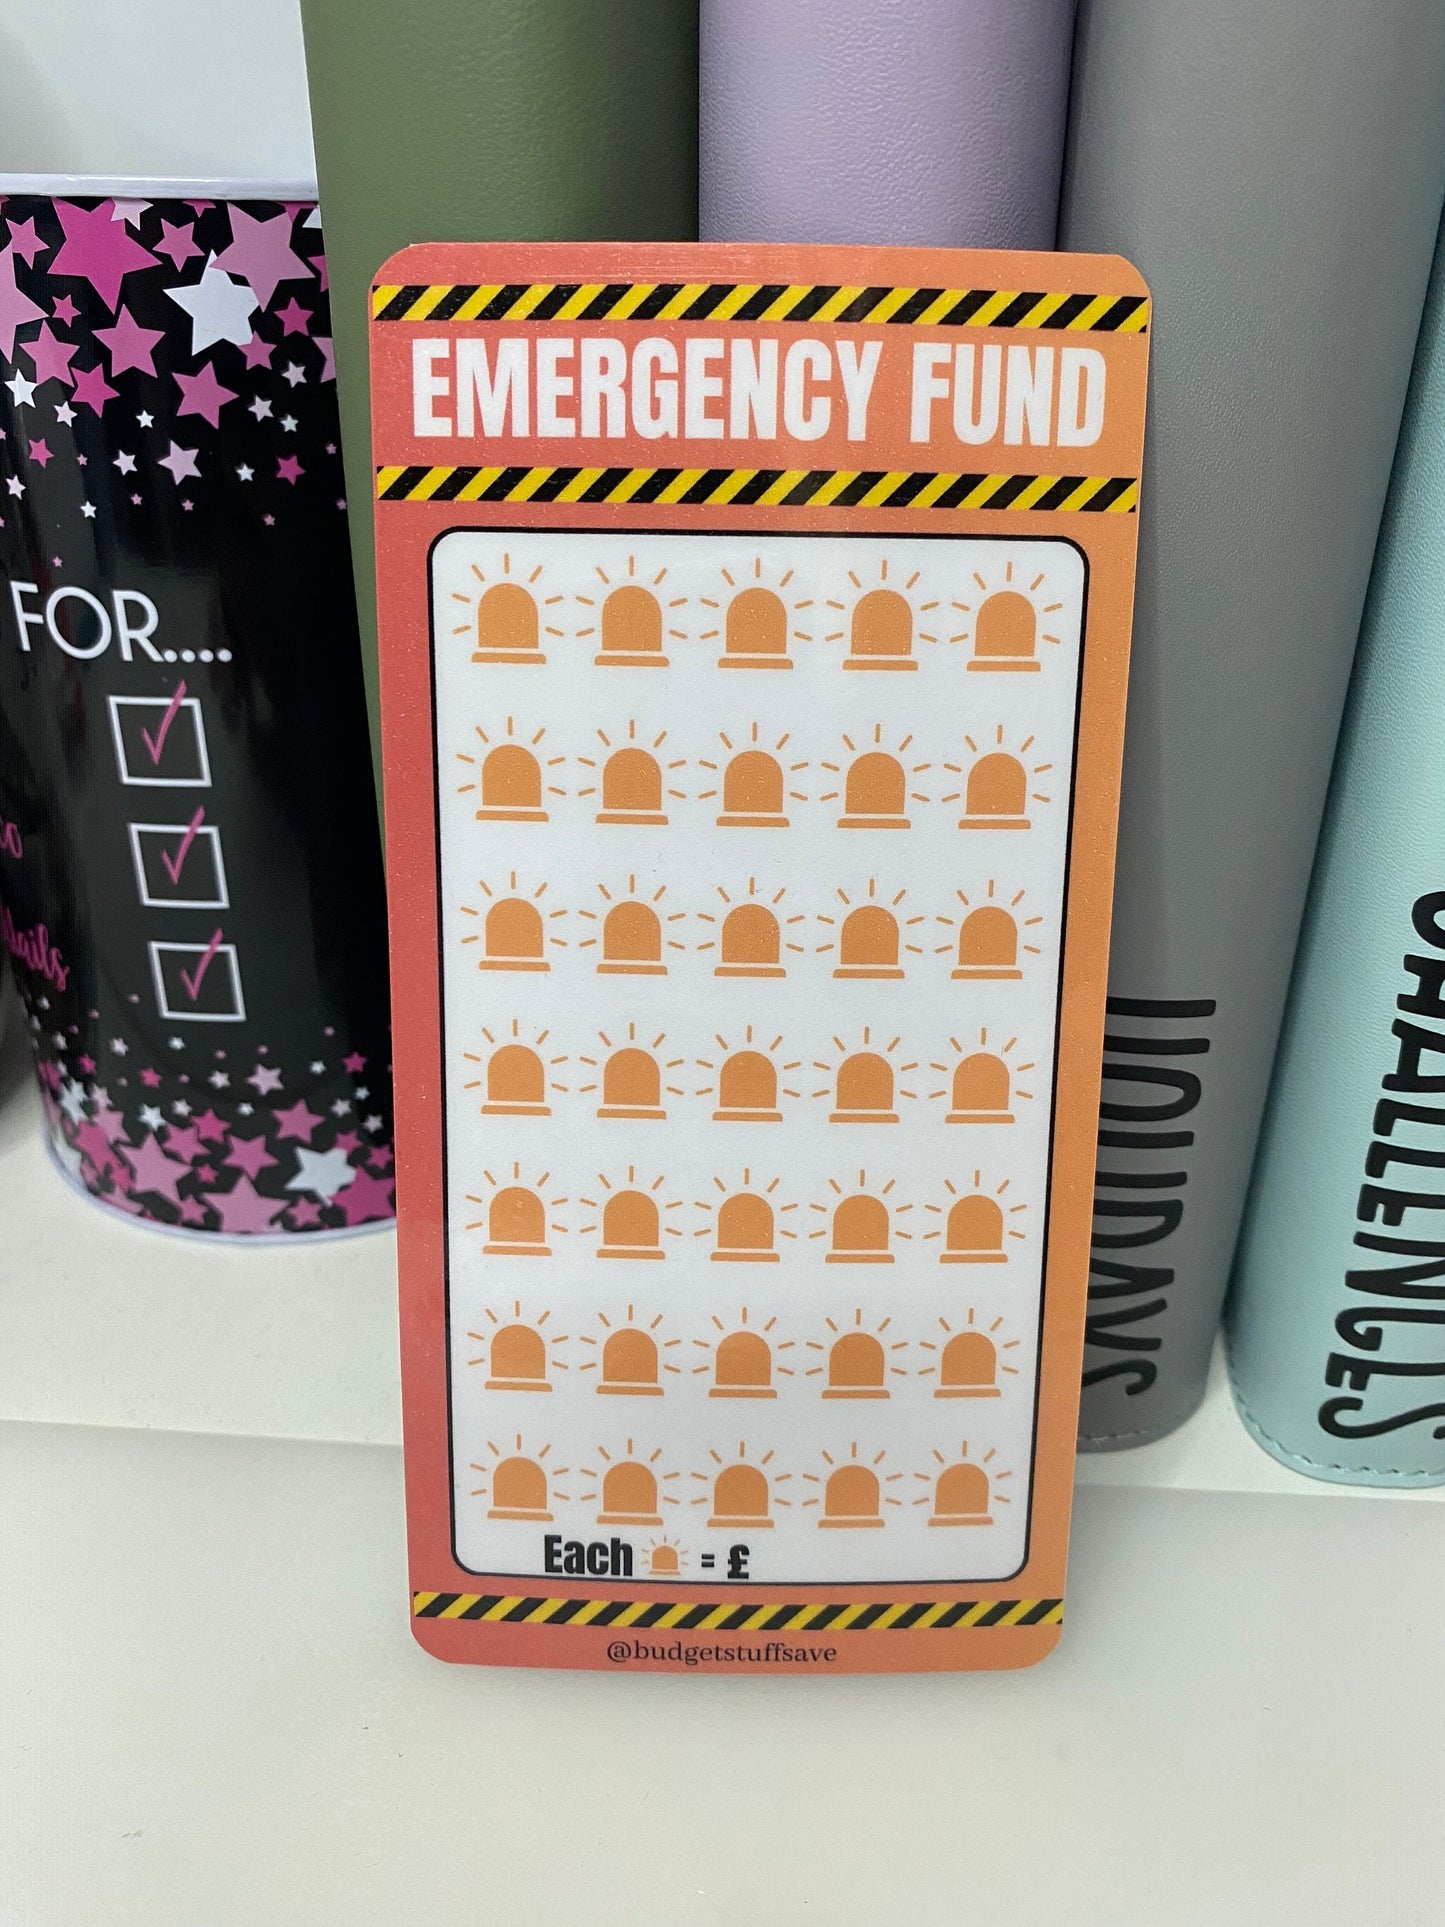 EMERGENCY FUND
Each = £
@budgetstuffsave
FOR....
HOLIDAYS
CHALLENGES